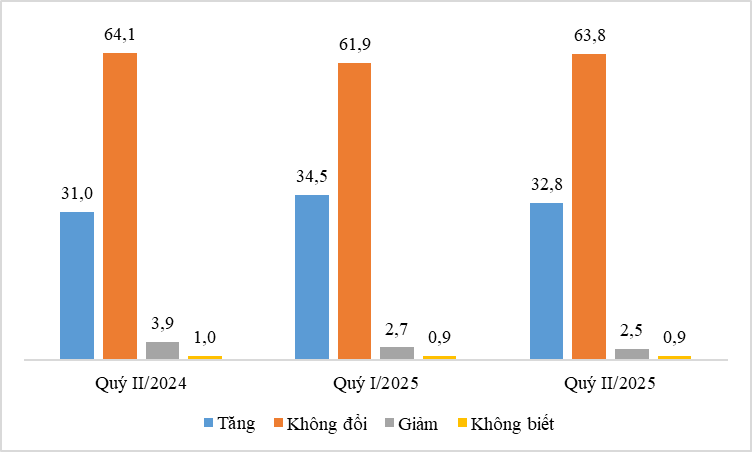 64,1
61,9
63,8
31,0
34,5
32,8
3,9
1,0
2,7
0,9
2,5
0,9
Quý II/2024
Quý I/2025
Quý II/2025
Tăng
Không đổi
Giảm
Không biết